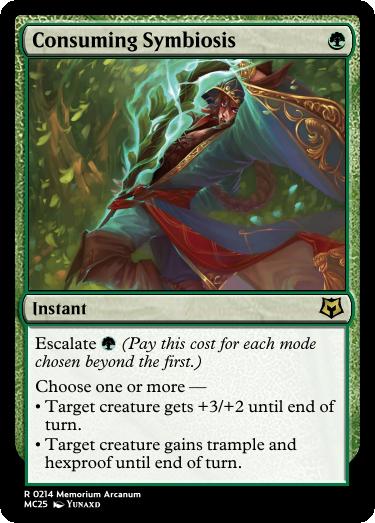 Consuming Symbiosis
Instant
Escalate (Pay this cost for each mode
chosen beyond the first.)
Choose one or more —
• Target creature gets +3/+2 until end of
turn.
• Target creature gains trample and
hexproof until end of turn.
R 0214 Memorium Arcanum
MC25 Yunaxd